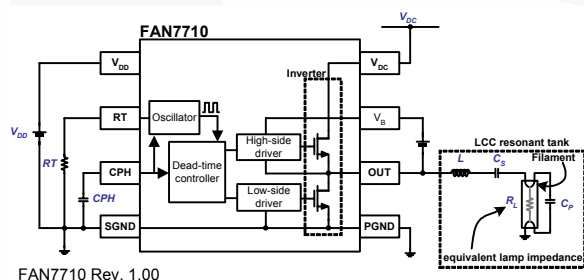 FAN7710
V_DC
V_DD
V_DC
Inverter
RT
Oscillator
V_B
V_DD
High-side
driver
LCC resonant tank
RT
Filament
CPH
Dead-time
controller
OUT
L
C_S
CPH
Low-side
driver
R_L
C_P
SGND
PGND
equivalent lamp impedance
FAN7710 Rev. 1.00